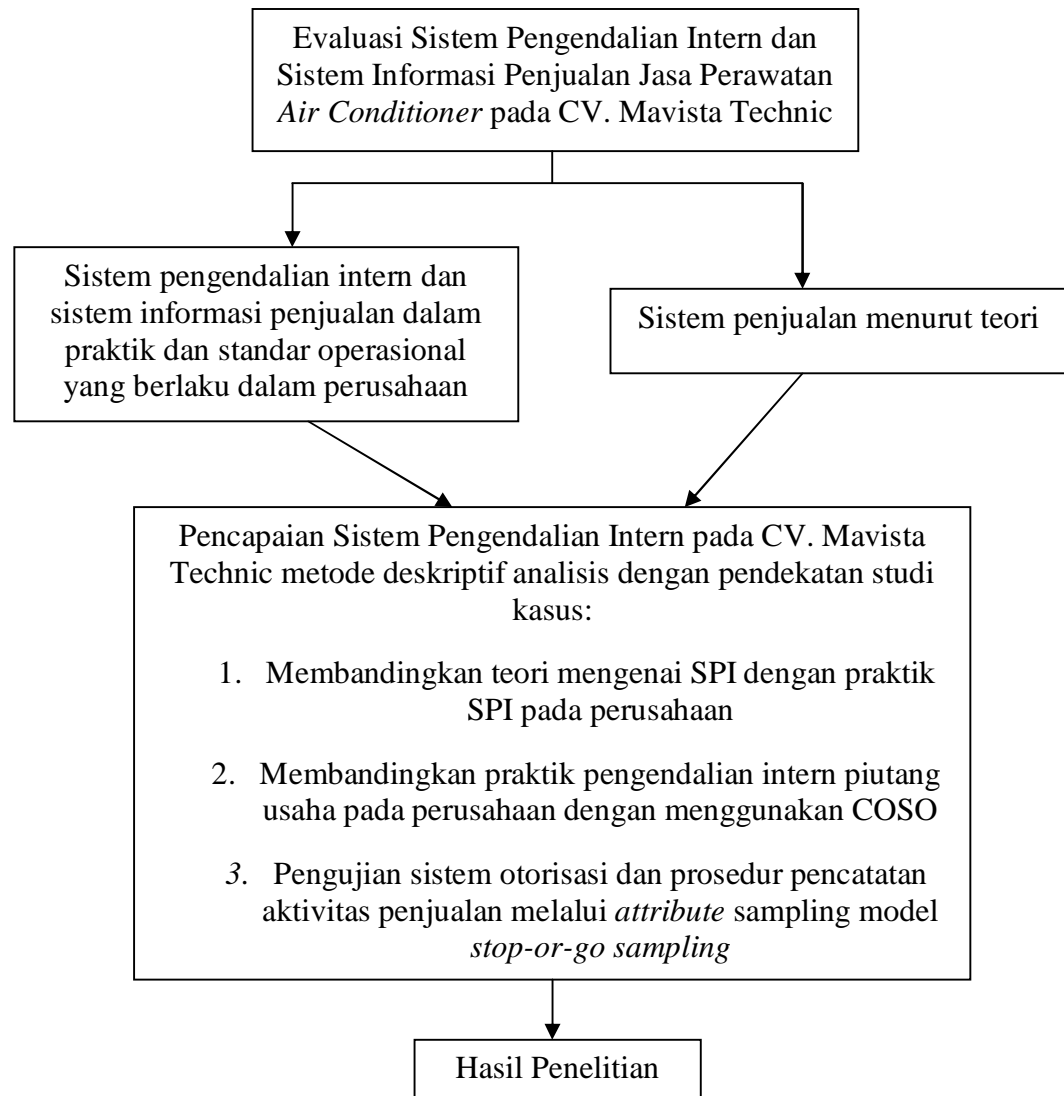 Evaluasi Sistem Pengendalian Intern dan
Sistem Informasi Penjualan Jasa Perawatan
Air Conditioner pada CV. Mavista Technic
Sistem pengendalian intern dan
sistem informasi penjualan dalam
praktik dan standar operasional
yang berlaku dalam perusahaan
Sistem penjualan menurut teori
Pencapaian Sistem Pengendalian Intern pada CV. Mavista
Technic metode deskriptif analisis dengan pendekatan studi
kasus:
1. Membandingkan teori mengenai SPI dengan praktik
SPI pada perusahaan
2. Membandingkan praktik pengendalian intern piutang
usaha pada perusahaan dengan menggunakan COSO
3. Pengujian sistem otorisasi dan prosedur pencatatan
aktivitas penjualan melalui attribute sampling model
stop-or-go sampling
Hasil Penelitian